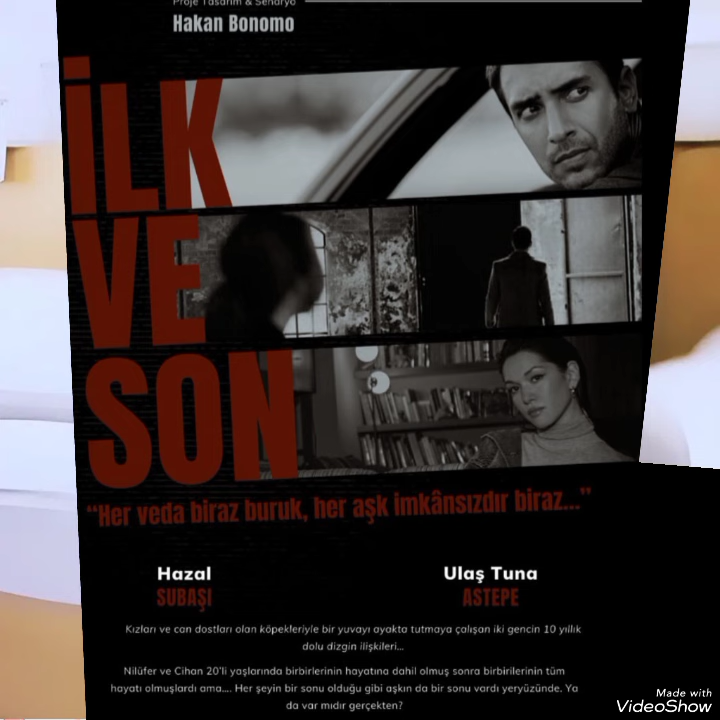 Proje Tasarım & Senaryo
Hakan Bonomo
İLK
VE
SON
“Her veda biraz buruk, her aşk imkânsızdır biraz...”
Hazal
SUBAŞI
Ulaş Tuna
ASTEPE
Kızları ve can dostları olan köpekleriyle bir yuvayı ayakta tutmaya çalışan iki gencin 10 yıllık
dolu dizgin ilişkileri...
Nilüfer ve Cihan 20'li yaşlarında birbirlerinin hayatına dahil olmuş sonra birbirilerinin tüm
hayatı olmuşlardı ama.... Her şeyin bir sonu olduğu gibi aşkın da bir sonu vardı yeryüzünde. Ya
da var mıdır gerçekten?
Made with
VideoShow